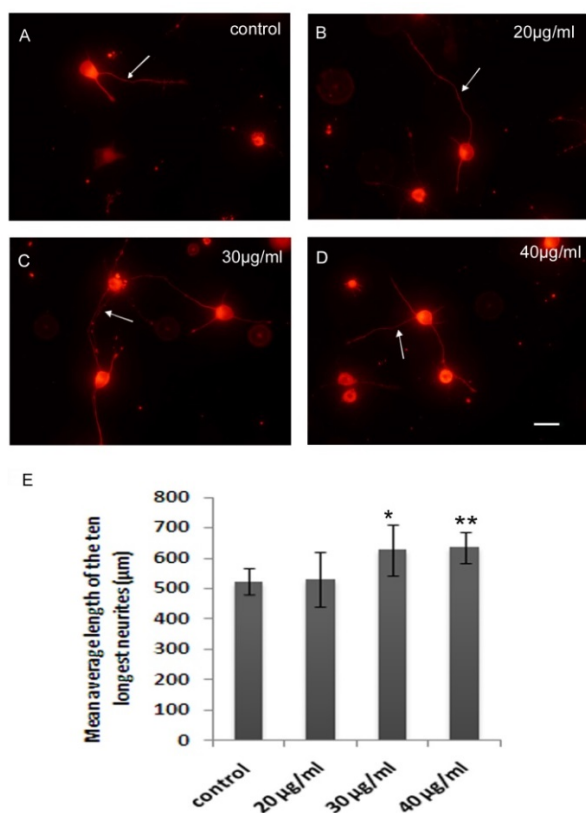 A control
B 20µg/ml
C 30µg/ml
D 40µg/ml
E
Mean average length of the ten
longest neurites (µm)
800
700
600
500
400
300
200
100
0
*
**
control
20 µg/ml
30 µg/ml
40 µg/ml